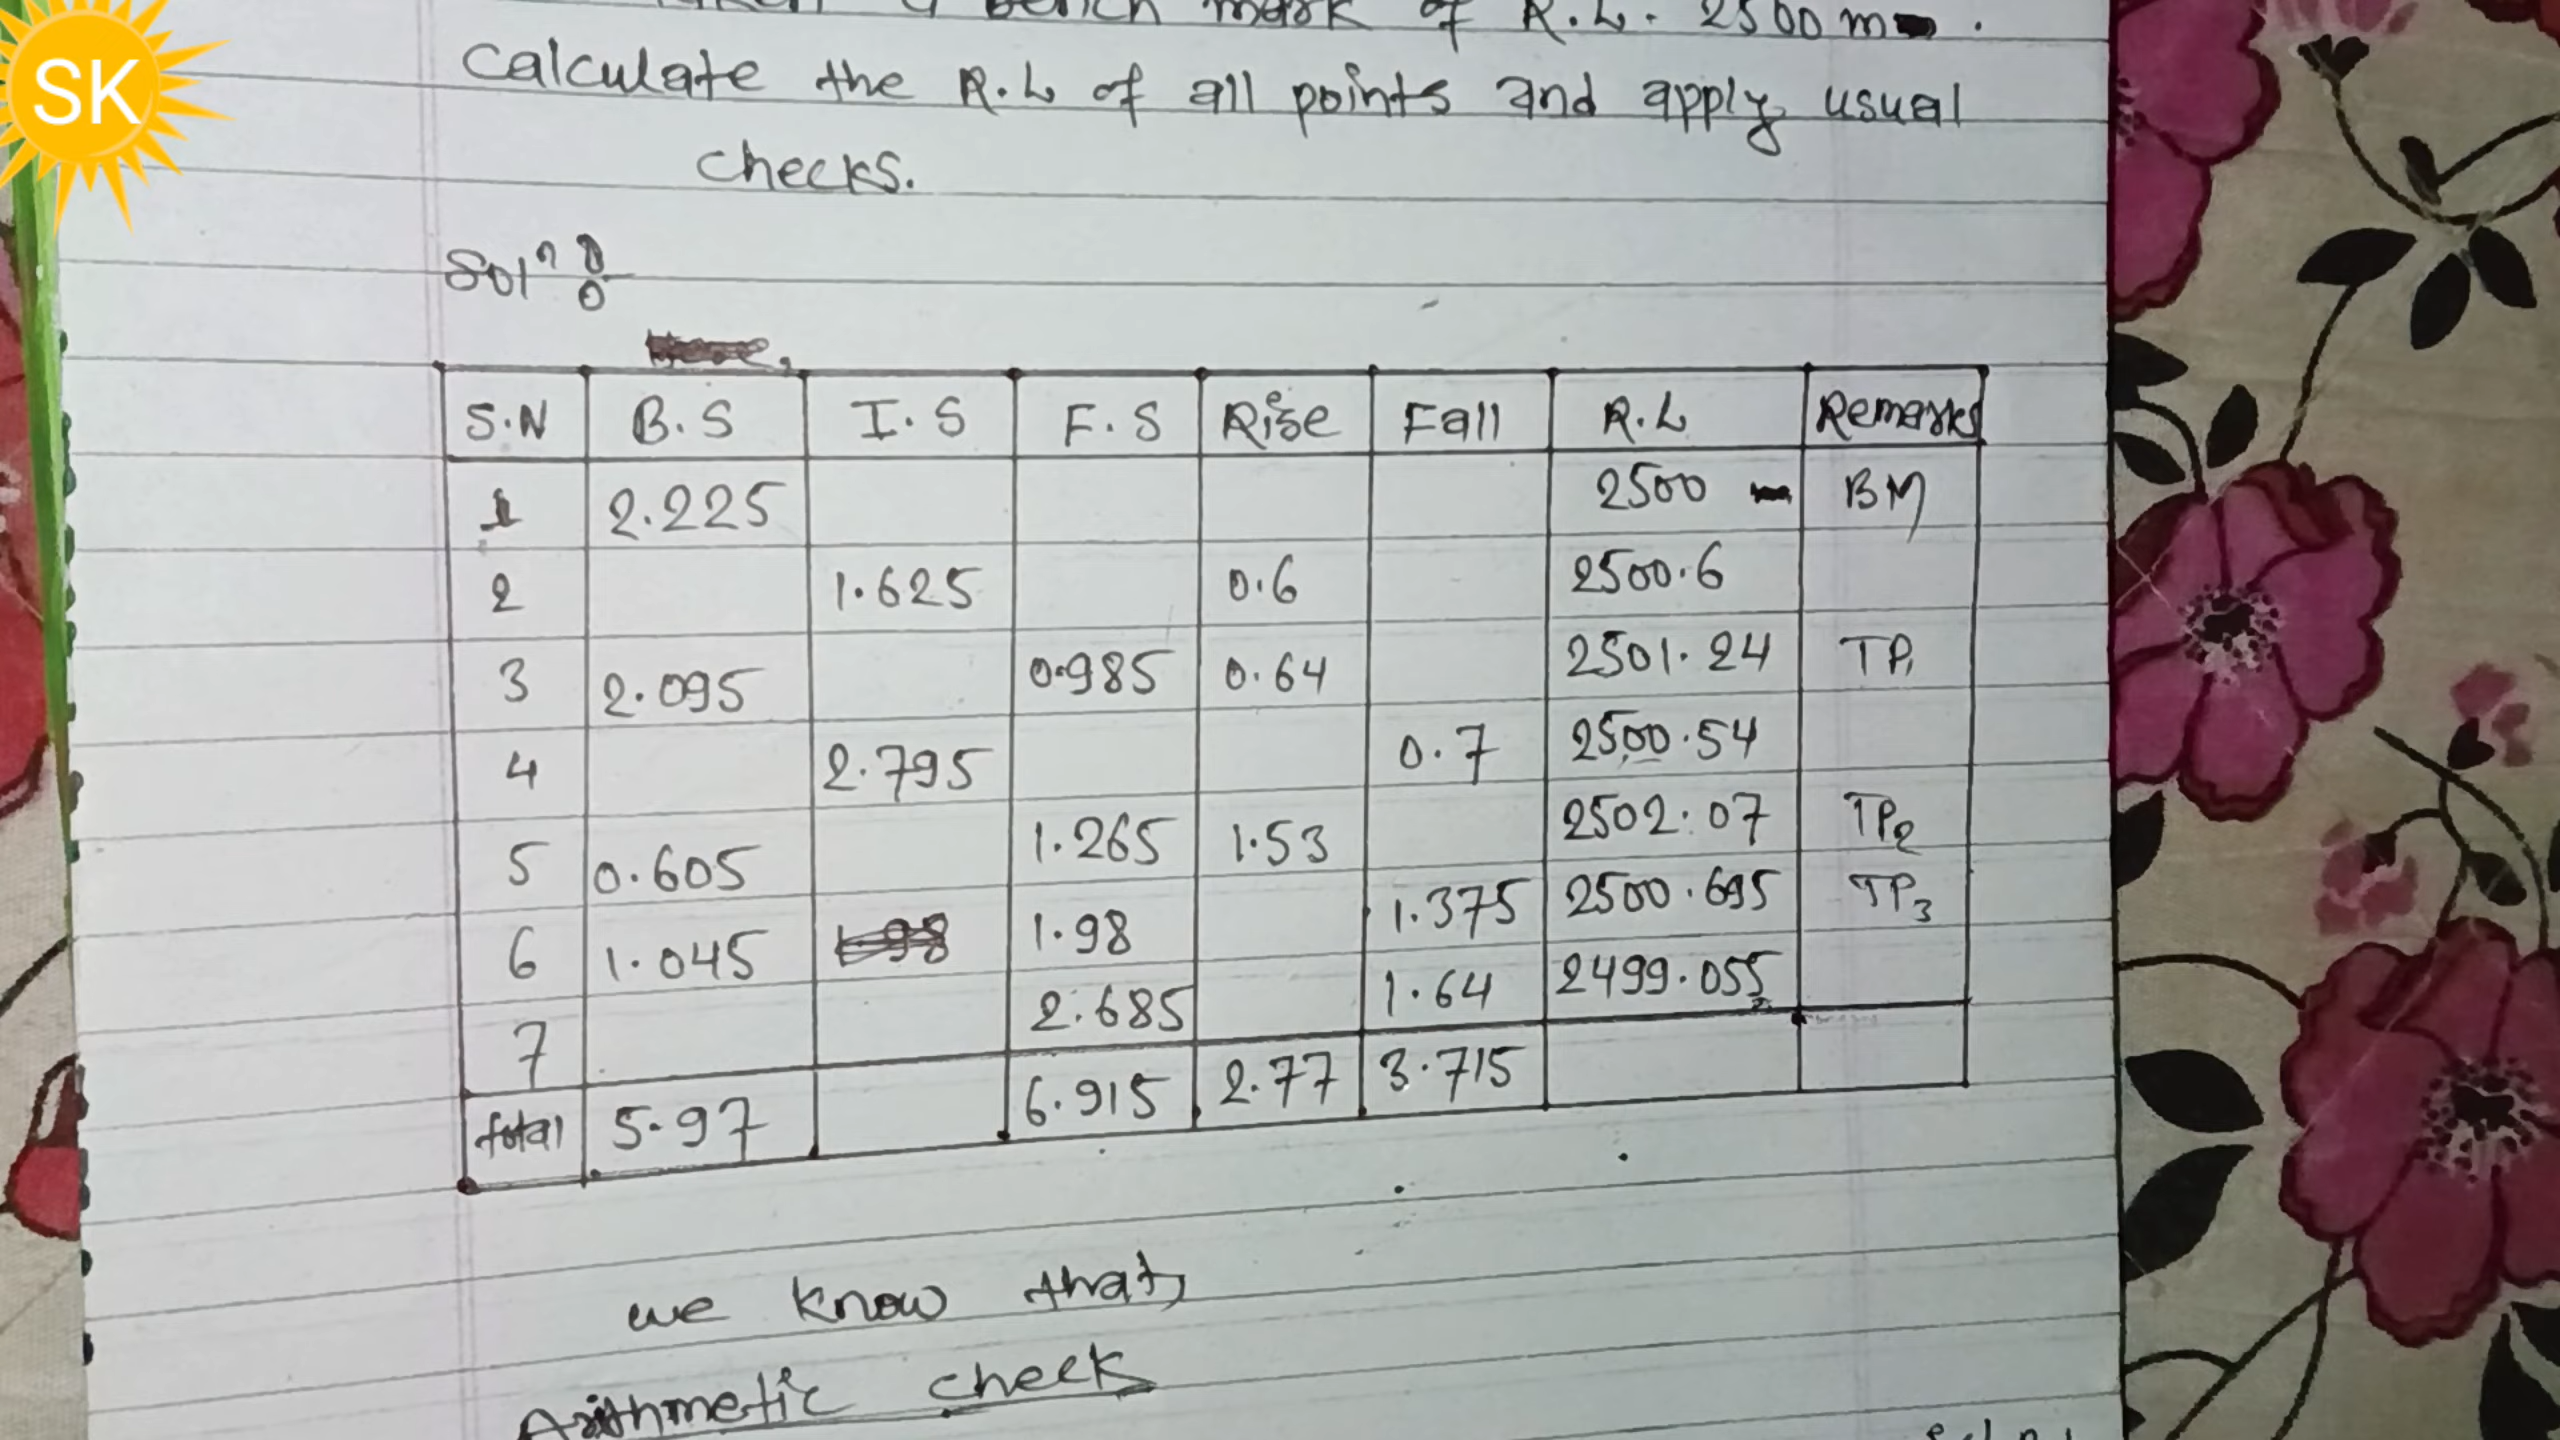 SK
bench mark of R.L. 2500 m .
Calculate the R.L of all points and apply usual
checks.
Solⁿ :
S.N B.S I.S F.S Rise Fall R.L Remarks
1 2.225 2500 BM
2 1.625 0.6 2500.6
3 2.095 0.985 0.64 2501.24 TP₁
4 2.795 0.7 2500.54
5 0.605 1.265 1.53 2502.07 TP₂
6 1.045 1.98 1.375 2500.695 TP₃
7 2.685 1.64 2499.055
total 5.97 6.915 2.77 3.715
we know that,
Arithmetic check